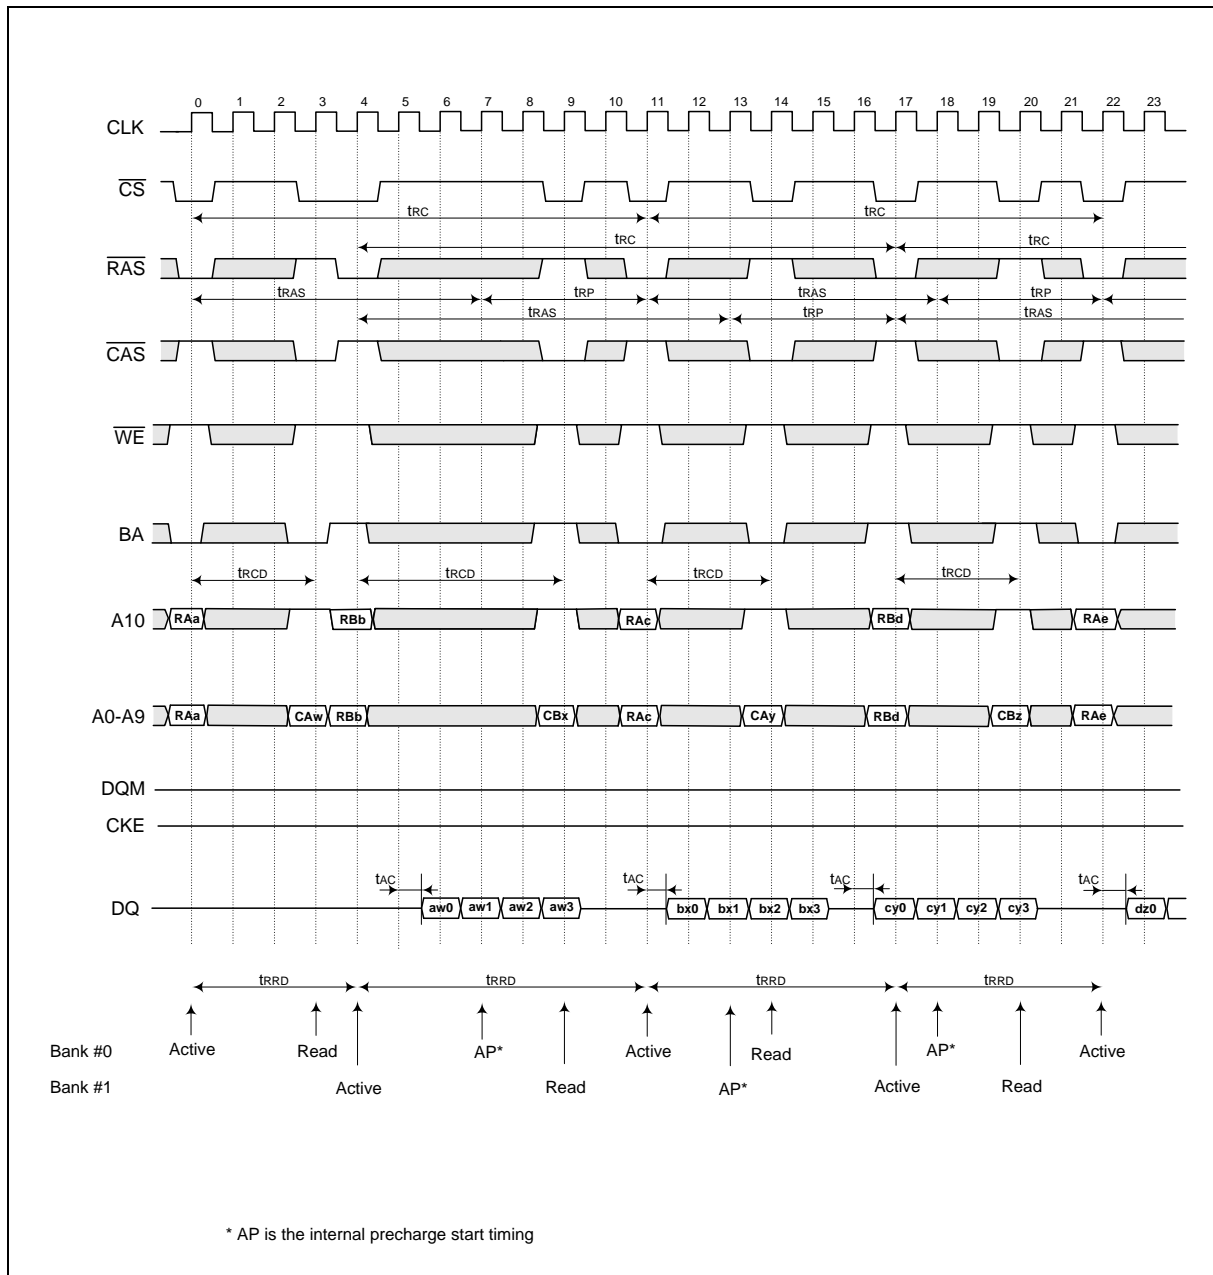 0 1 2 3 4 5 6 7 8 9 10 11 12 13 14 15 16 17 18 19 20 21 22 23
CLK
CS
tRC tRC
tRC tRC
RAS
tRAS tRP tRAS tRP
tRAS tRP tRAS
CAS
WE
BA
tRCD tRCD tRCD tRCD
A10 RAa RBb RAc RBd RAe
A0-A9 RAa CAw RBb CBx RAc CAy RBd CBz RAe
DQM
CKE
tAC tAC tAC tAC
DQ aw0 aw1 aw2 aw3 bx0 bx1 bx2 bx3 cy0 cy1 cy2 cy3 dz0
tRRD tRRD tRRD tRRD
Bank #0 Active Read AP* Active Read AP* Active
Bank #1 Active Read AP* Active Read
* AP is the internal precharge start timing